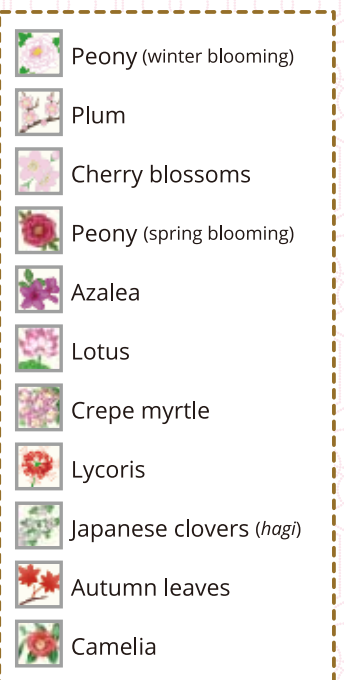 Peony (winter blooming)
Plum
Cherry blossoms
Peony (spring blooming)
Azalea
Lotus
Crepe myrtle
Lycoris
Japanese clovers (hagi)
Autumn leaves
Camelia